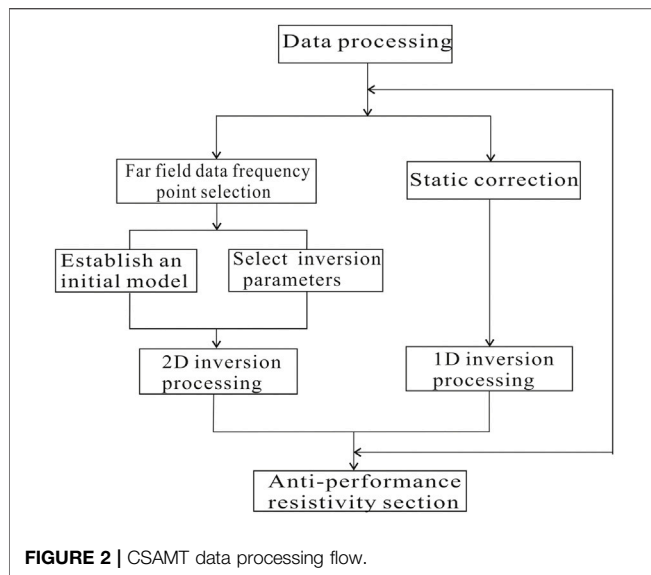 Data processing
Far field data frequency
point selection
Static correction
Establish an
initial model
Select inversion
parameters
2D inversion
processing
1D inversion
processing
Anti-performance
resistivity section
FIGURE 2 | CSAMT data processing flow.